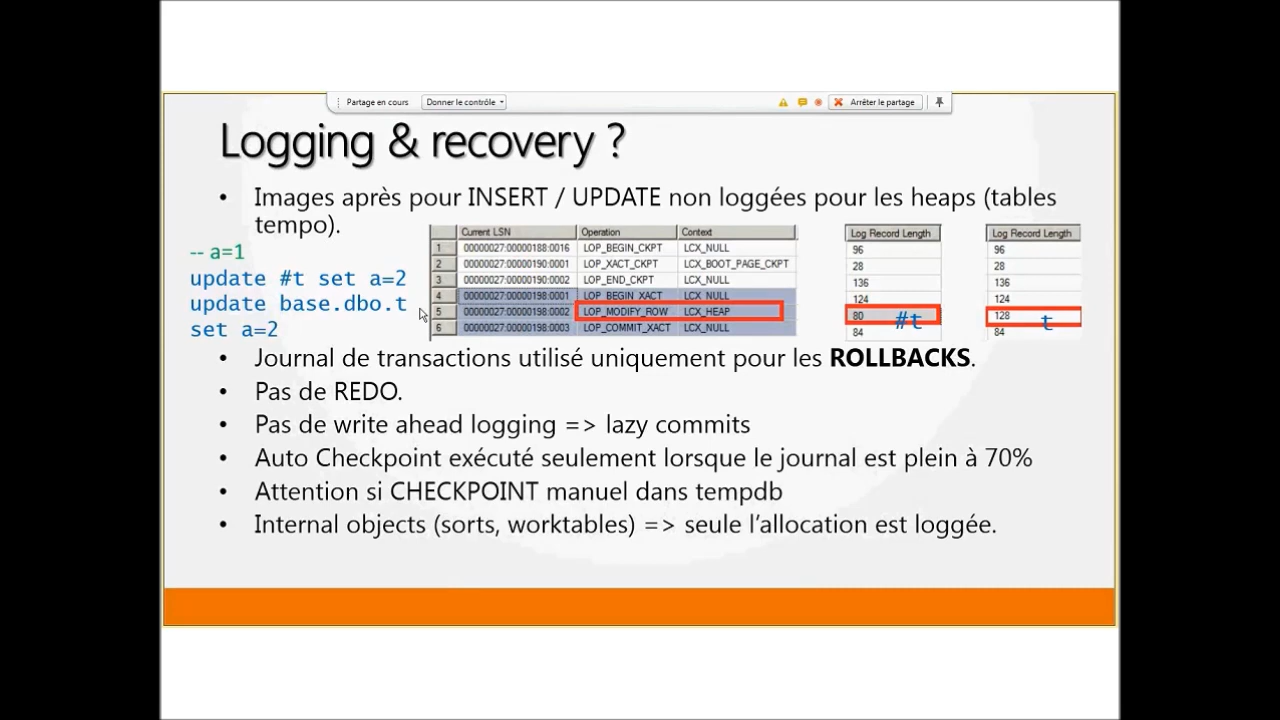 Partage en cours Donner le contrôle Arrêter le partage
Logging & recovery ?
• Images après pour INSERT / UPDATE non loggées pour les heaps (tables
tempo).
-- a=1
update #t set a=2
update base.dbo.t
set a=2
Current LSN Operation Context
1 00000027:00000188:0016 LOP_BEGIN_CKPT LCX_NULL
2 00000027:00000190:0001 LOP_XACT_CKPT LCX_BOOT_PAGE_CKPT
3 00000027:00000190:0002 LOP_END_CKPT LCX_NULL
4 00000027:00000198:0001 LOP_BEGIN_XACT LCX_NULL
5 00000027:00000198:0002 LOP_MODIFY_ROW LCX_HEAP
6 00000027:00000198:0003 LOP_COMMIT_XACT LCX_NULL
Log Record Length
96
28
136
124
80 #t
84
Log Record Length
96
28
136
124
128 t
84
• Journal de transactions utilisé uniquement pour les ROLLBACKS.
• Pas de REDO.
• Pas de write ahead logging => lazy commits
• Auto Checkpoint exécuté seulement lorsque le journal est plein à 70%
• Attention si CHECKPOINT manuel dans tempdb
• Internal objects (sorts, worktables) => seule l'allocation est loggée.